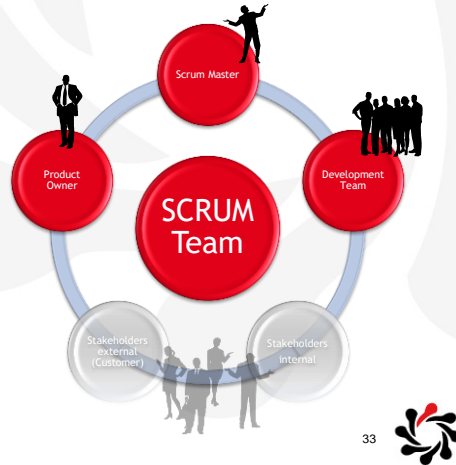 Scrum Master
Product
Owner
Development
Team
SCRUM
Team
Stakeholders
external
(Customer)
Stakeholders
internal
33